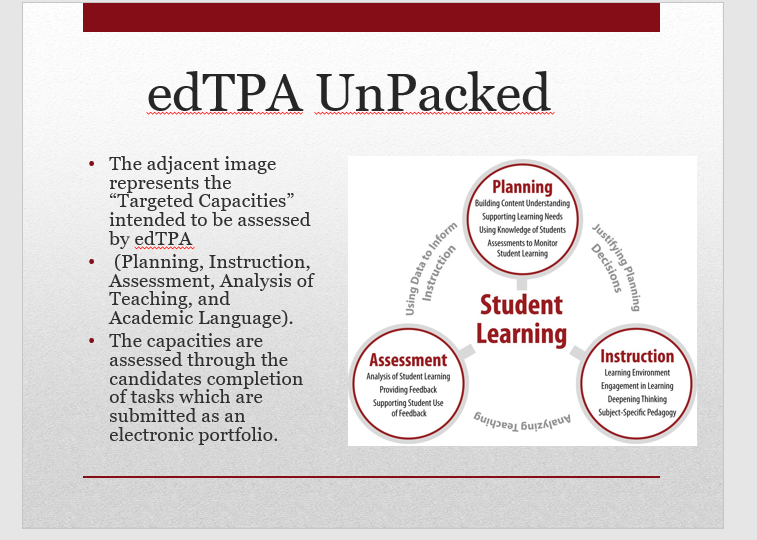 edTPA UnPacked
• The adjacent image
represents the
“Targeted Capacities”
intended to be assessed
by edTPA
• (Planning, Instruction,
Assessment, Analysis of
Teaching, and
Academic Language).
• The capacities are
assessed through the
candidates completion
of tasks which are
submitted as an
electronic portfolio.
Planning
Building Content Understanding
Supporting Learning Needs
Using Knowledge of Students
Assessments to Monitor
Student Learning
Using Data to Inform
Instruction
Justifying Planning
Decisions
Student
Learning
Assessment
Analysis of Student Learning
Providing Feedback
Supporting Student Use
of Feedback
Instruction
Learning Environment
Engagement in Learning
Deepening Thinking
Subject-Specific Pedagogy
Analyzing Teaching